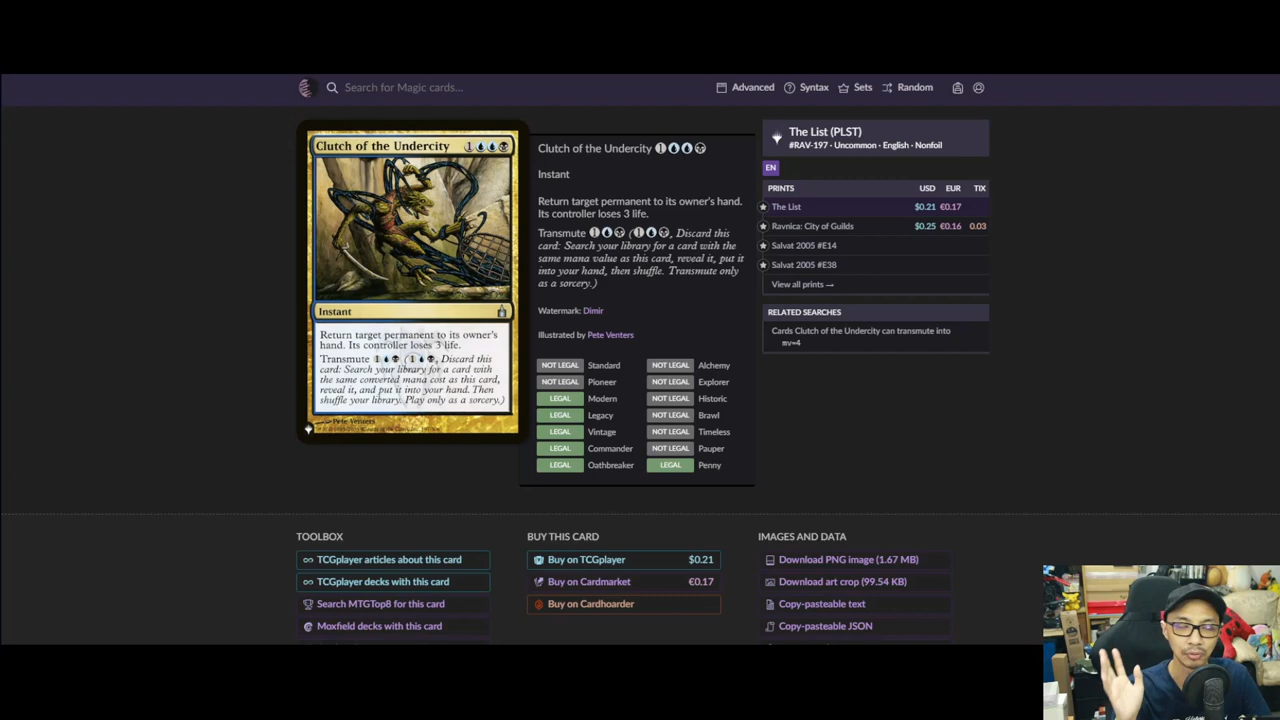 Search for Magic cards...
Advanced
Syntax
Sets
Random
Clutch of the Undercity
Instant
Return target permanent to its owner's
hand. Its controller loses 3 life.
Transmute 1 (1, Discard this
card: Search your library for a card with
the same converted mana cost as this card,
reveal it, and put it into your hand. Then
shuffle your library. Play only as a sorcery.)
Pete Venters
Clutch of the Undercity
Instant
Return target permanent to its owner's hand.
Its controller loses 3 life.
Transmute 1 (1, Discard this
card: Search your library for a card with the
same mana value as this card, reveal it, put it
into your hand, then shuffle. Transmute only
as a sorcery.)
Watermark: Dimir
Illustrated by Pete Venters
NOT LEGAL Standard NOT LEGAL Alchemy
NOT LEGAL Pioneer NOT LEGAL Explorer
LEGAL Modern NOT LEGAL Historic
LEGAL Legacy NOT LEGAL Brawl
LEGAL Vintage NOT LEGAL Timeless
LEGAL Commander NOT LEGAL Pauper
LEGAL Oathbreaker LEGAL Penny
The List (PLST)
#RAV-197 · Uncommon · English · Nonfoil
EN
PRINTS USD EUR TIX
The List $0.21 €0.17
Ravnica: City of Guilds $0.25 €0.16 0.03
Salvat 2005 #E14
Salvat 2005 #E38
View all prints →
RELATED SEARCHES
Cards Clutch of the Undercity can transmute into
mv=4
TOOLBOX
TCGplayer articles about this card
TCGplayer decks with this card
Search MTGTop8 for this card
Moxfield decks with this card
BUY THIS CARD
Buy on TCGplayer $0.21
Buy on Cardmarket €0.17
Buy on Cardhoarder
IMAGES AND DATA
Download PNG image (1.67 MB)
Download art crop (99.54 KB)
Copy-pasteable text
Copy-pasteable JSON